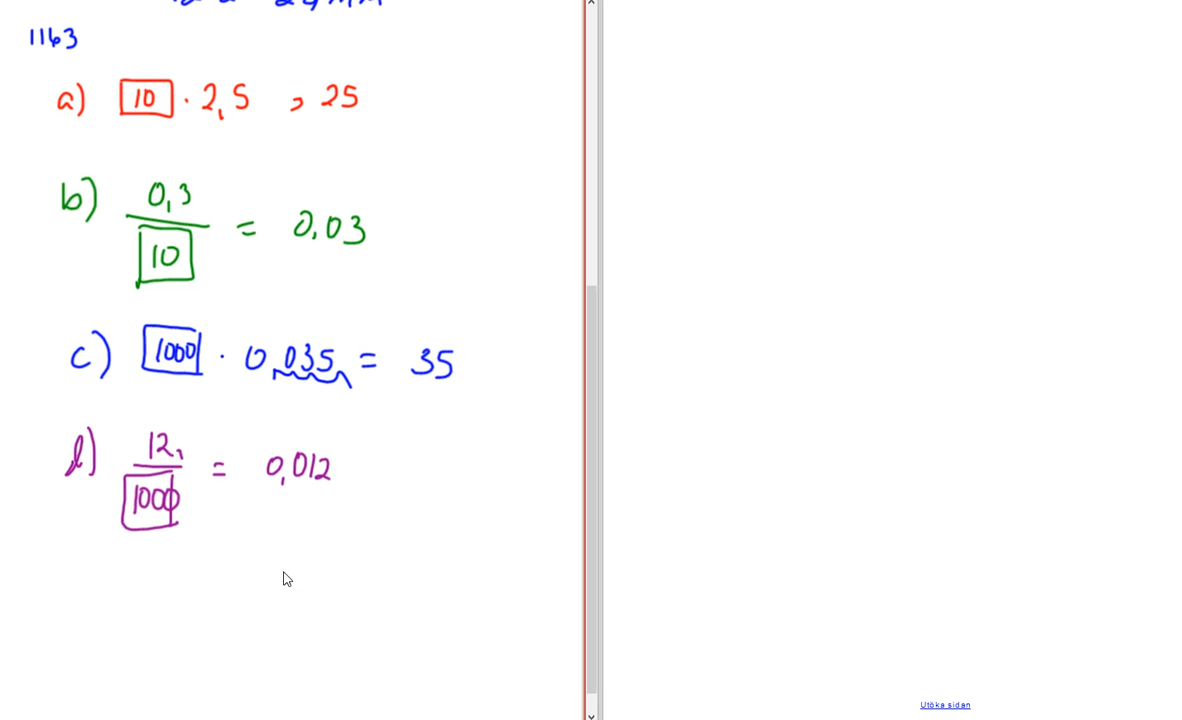 1163
a) 10 · 2,5 = 25
b) 0,3
10
= 0,03
c) 1000 · 0,035 = 35
d) 12,
1000
= 0,012
Utöka sidan